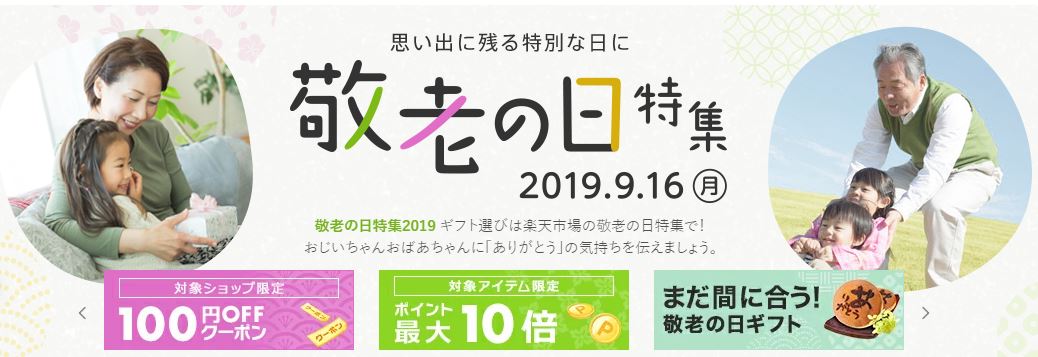 思い出に残る特別な日に
敬老の日特集
2019.9.16 月
敬老の日特集2019 ギフト選びは楽天市場の敬老の日特集で！
おじいちゃんおばあちゃんに「ありがとう」の気持ちを伝えましょう。
対象ショップ限定
100円OFF
クーポン
クーポン
クーポン
対象アイテム限定
ポイント
最大10倍
P
P
まだ間に合う！
敬老の日ギフト
ありがとう